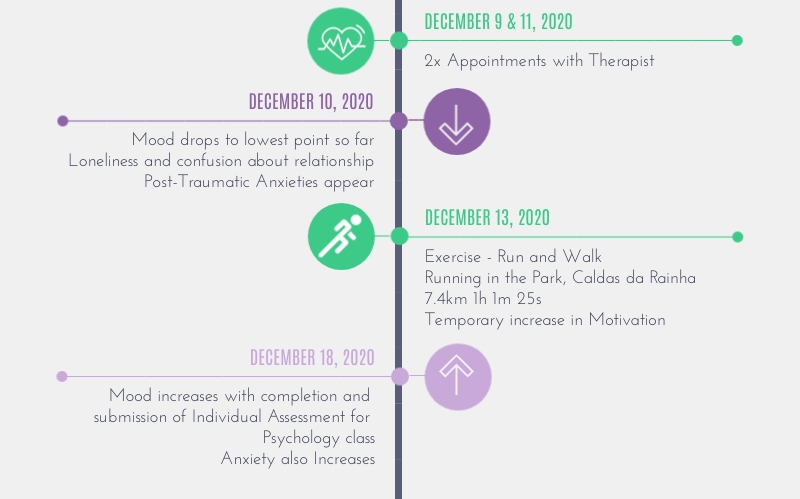 DECEMBER 9 & 11, 2020
2x Appointments with Therapist
DECEMBER 10, 2020
Mood drops to lowest point so far
Loneliness and confusion about relationship
Post-Traumatic Anxieties appear
DECEMBER 13, 2020
Exercise - Run and Walk
Running in the Park, Caldas da Rainha
7.4km 1h 1m 25s
Temporary increase in Motivation
DECEMBER 18, 2020
Mood increases with completion and
submission of Individual Assessment for
Psychology class
Anxiety also Increases